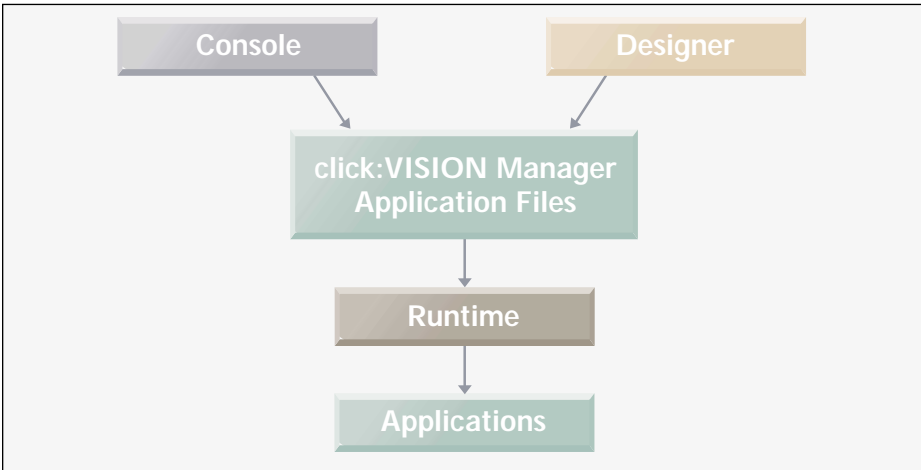 Console
Designer
click:VISION Manager
Application Files
Runtime
Applications